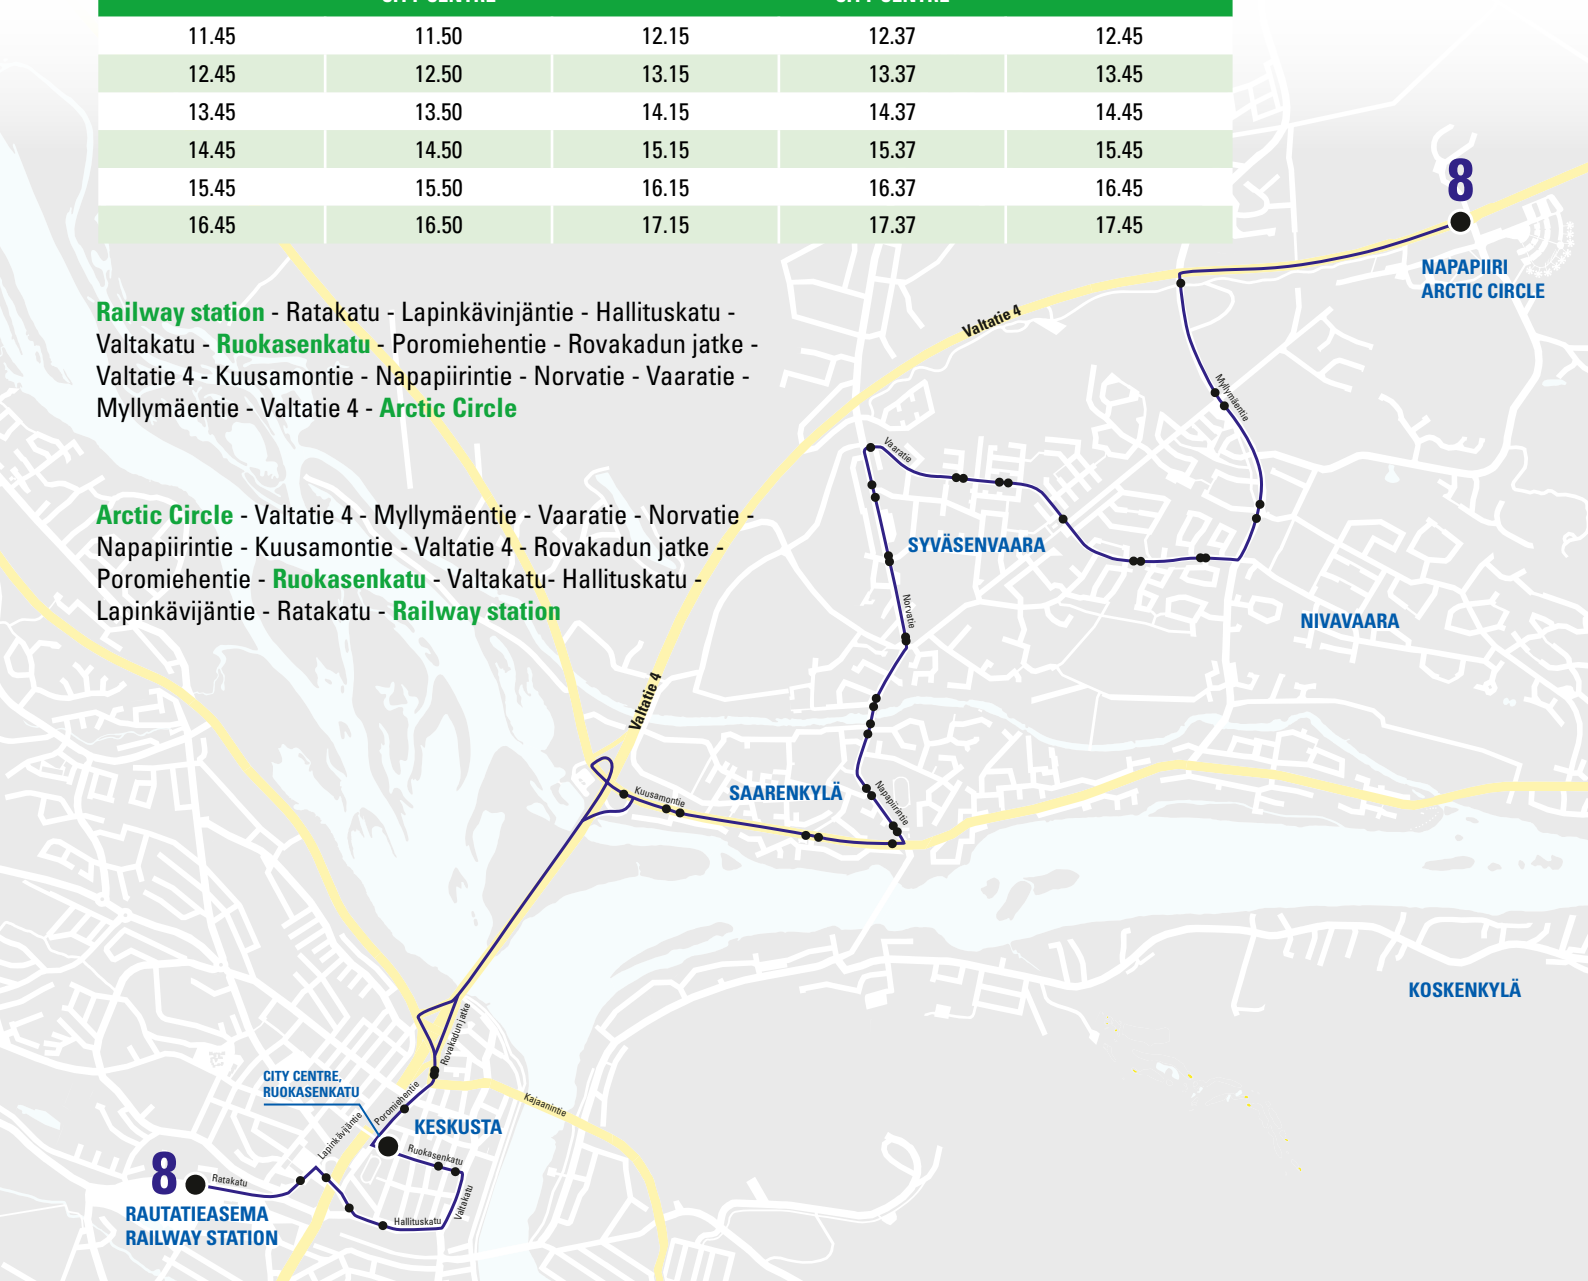 CITY CENTRE CITY CENTRE
11.45 11.50 12.15 12.37 12.45
12.45 12.50 13.15 13.37 13.45
13.45 13.50 14.15 14.37 14.45
14.45 14.50 15.15 15.37 15.45
15.45 15.50 16.15 16.37 16.45
16.45 16.50 17.15 17.37 17.45
8
NAPAPIIRI
ARCTIC CIRCLE
Valtatie 4
Railway station - Ratakatu - Lapinkävinjäntie - Hallituskatu -
Valtakatu - Ruokasenkatu - Poromiehentie - Rovakadun jatke -
Valtatie 4 - Kuusamontie - Napapiirintie - Norvatie - Vaaratie -
Myllymäentie - Valtatie 4 - Arctic Circle
Myllymäentie
Vaaratie
Arctic Circle - Valtatie 4 - Myllymäentie - Vaaratie - Norvatie -
Napapiirintie - Kuusamontie - Valtatie 4 - Rovakadun jatke -
Poromiehentie - Ruokasenkatu - Valtakatu- Hallituskatu -
Lapinkävijäntie - Ratakatu - Railway station
SYVÄSENVAARA
Norvatie
NIVAVAARA
Valtatie 4
Kuusamontie
SAARENKYLÄ
Napapiirintie
KOSKENKYLÄ
Rovakadun jatke
CITY CENTRE,
RUOKASENKATU
Poromiehentie
Kajaanintie
Lapinkävijäntie
KESKUSTA
Ruokasenkatu
8
Ratakatu
Valtakatu
Hallituskatu
RAUTATIEASEMA
RAILWAY STATION